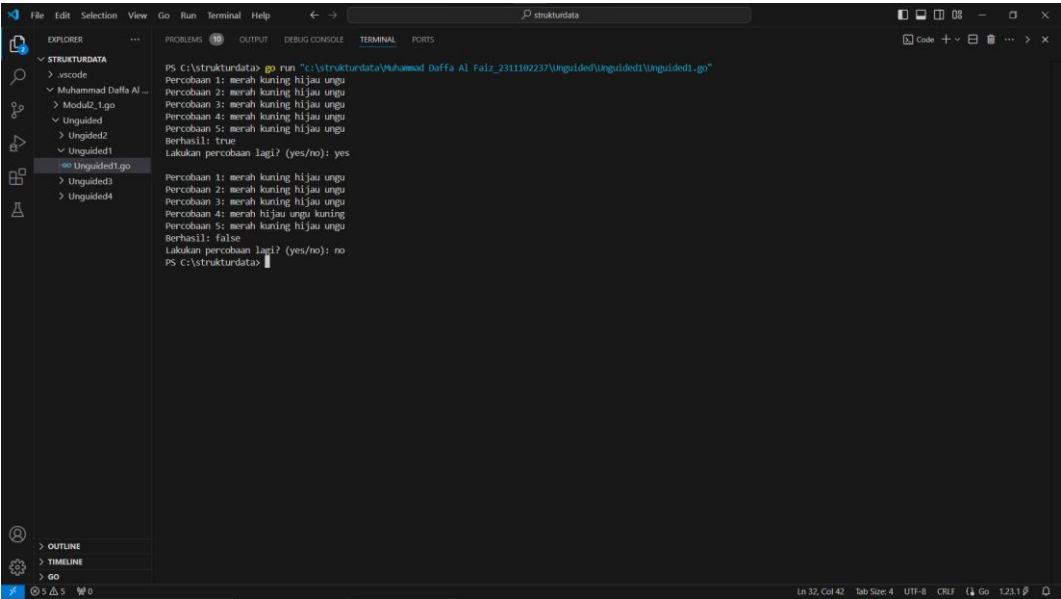 File Edit Selection View Go Run Terminal Help
strukturdata
EXPLORER
PROBLEMS 10 OUTPUT DEBUG CONSOLE TERMINAL PORTS
Code
STRUKTURDATA
.vscode
Muhammad Daffa Al ...
Modul2_1.go
Unguided
Ungided2
Unguided1
Unguided1.go
Unguided3
Unguided4
PS C:\strukturdata> go run "c:\strukturdata\Muhammad Daffa Al Faiz_2311102237\Unguided\Unguided1\Unguided1.go"
Percobaan 1: merah kuning hijau ungu
Percobaan 2: merah kuning hijau ungu
Percobaan 3: merah kuning hijau ungu
Percobaan 4: merah kuning hijau ungu
Percobaan 5: merah kuning hijau ungu
Berhasil: true
Lakukan percobaan lagi? (yes/no): yes
Percobaan 1: merah kuning hijau ungu
Percobaan 2: merah kuning hijau ungu
Percobaan 3: merah kuning hijau ungu
Percobaan 4: merah hijau ungu kuning
Percobaan 5: merah kuning hijau ungu
Berhasil: false
Lakukan percobaan lagi? (yes/no): no
PS C:\strukturdata>
OUTLINE
TIMELINE
GO
5 5 0
Ln 32, Col 42 Tab Size: 4 UTF-8 CRLF Go 1.23.1